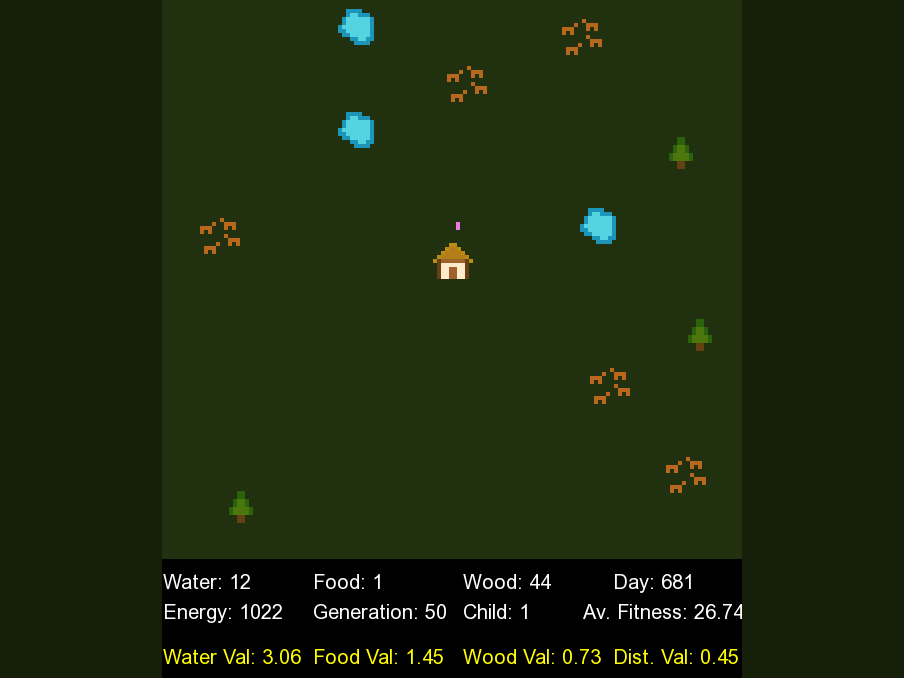 Water: 12 Food: 1 Wood: 44 Day: 681
Energy: 1022 Generation: 50 Child: 1 Av. Fitness: 26.74
Water Val: 3.06 Food Val: 1.45 Wood Val: 0.73 Dist. Val: 0.45